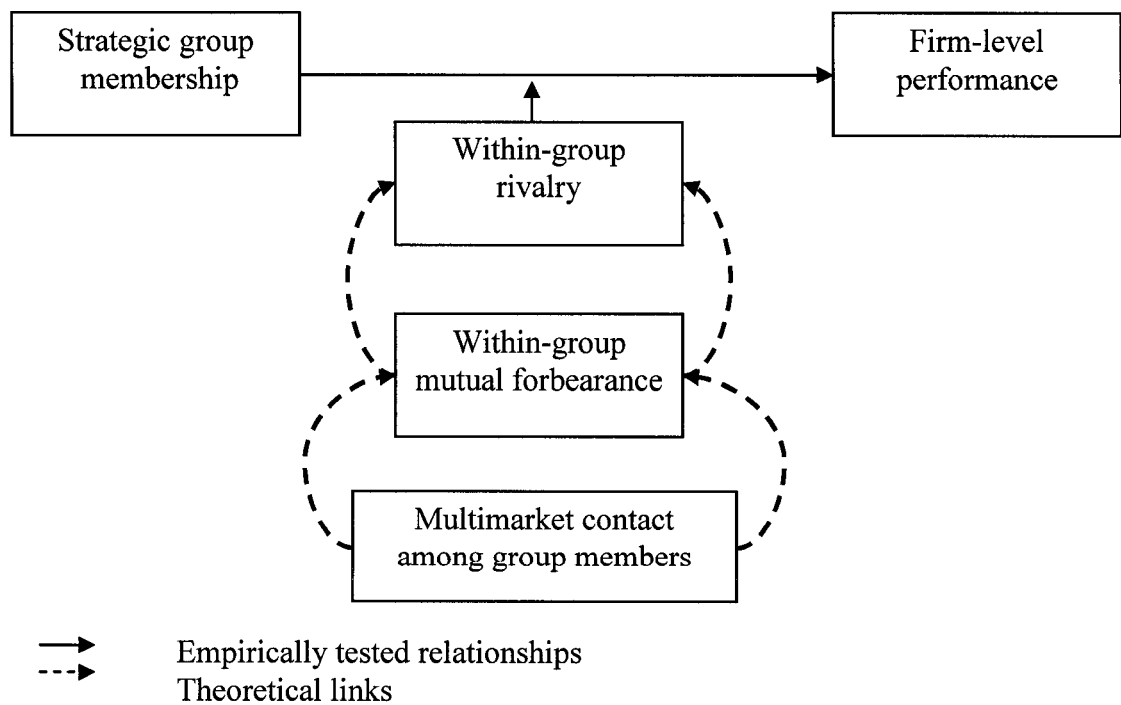 Strategic group
membership
Firm-level
performance
Within-group
rivalry
Within-group
mutual forbearance
Multimarket contact
among group members
Empirically tested relationships
Theoretical links